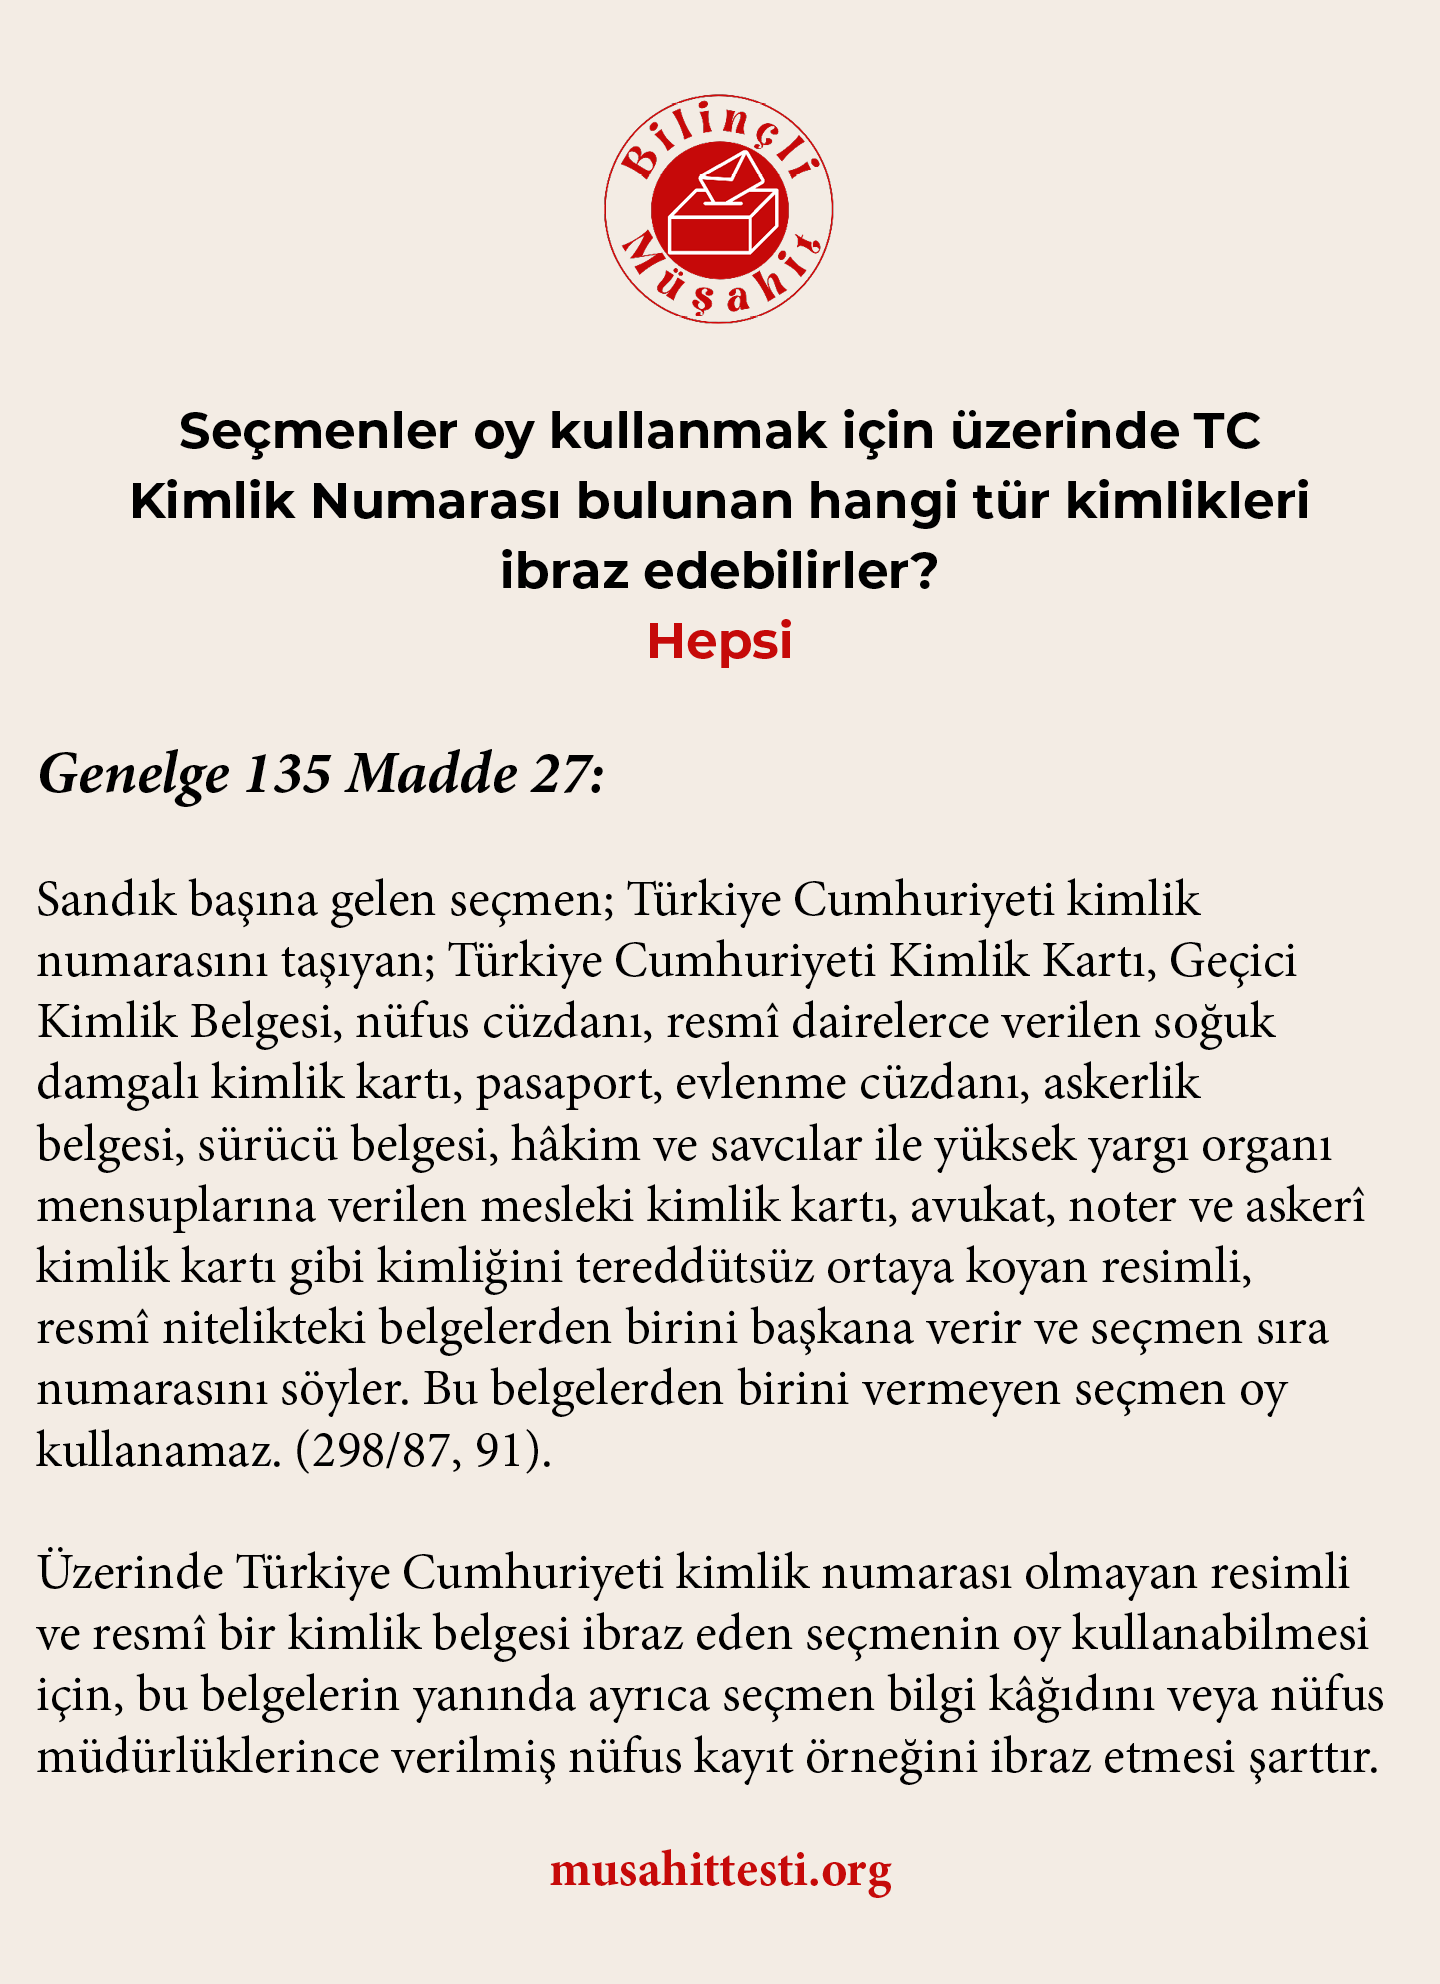 Bilinçli
Müşahit
Seçmenler oy kullanmak için üzerinde TC
Kimlik Numarası bulunan hangi tür kimlikleri
ibraz edebilirler?
Hepsi
Genelge 135 Madde 27:
Sandık başına gelen seçmen; Türkiye Cumhuriyeti kimlik
numarasını taşıyan; Türkiye Cumhuriyeti Kimlik Kartı, Geçici
Kimlik Belgesi, nüfus cüzdanı, resmî dairelerce verilen soğuk
damgalı kimlik kartı, pasaport, evlenme cüzdanı, askerlik
belgesi, sürücü belgesi, hâkim ve savcılar ile yüksek yargı organı
mensuplarına verilen mesleki kimlik kartı, avukat, noter ve askerî
kimlik kartı gibi kimliğini tereddütsüz ortaya koyan resimli,
resmî nitelikteki belgelerden birini başkana verir ve seçmen sıra
numarasını söyler. Bu belgelerden birini vermeyen seçmen oy
kullanamaz. (298/87, 91).
Üzerinde Türkiye Cumhuriyeti kimlik numarası olmayan resimli
ve resmî bir kimlik belgesi ibraz eden seçmenin oy kullanabilmesi
için, bu belgelerin yanında ayrıca seçmen bilgi kâğıdını veya nüfus
müdürlüklerince verilmiş nüfus kayıt örneğini ibraz etmesi şarttır.
musahittesti.org